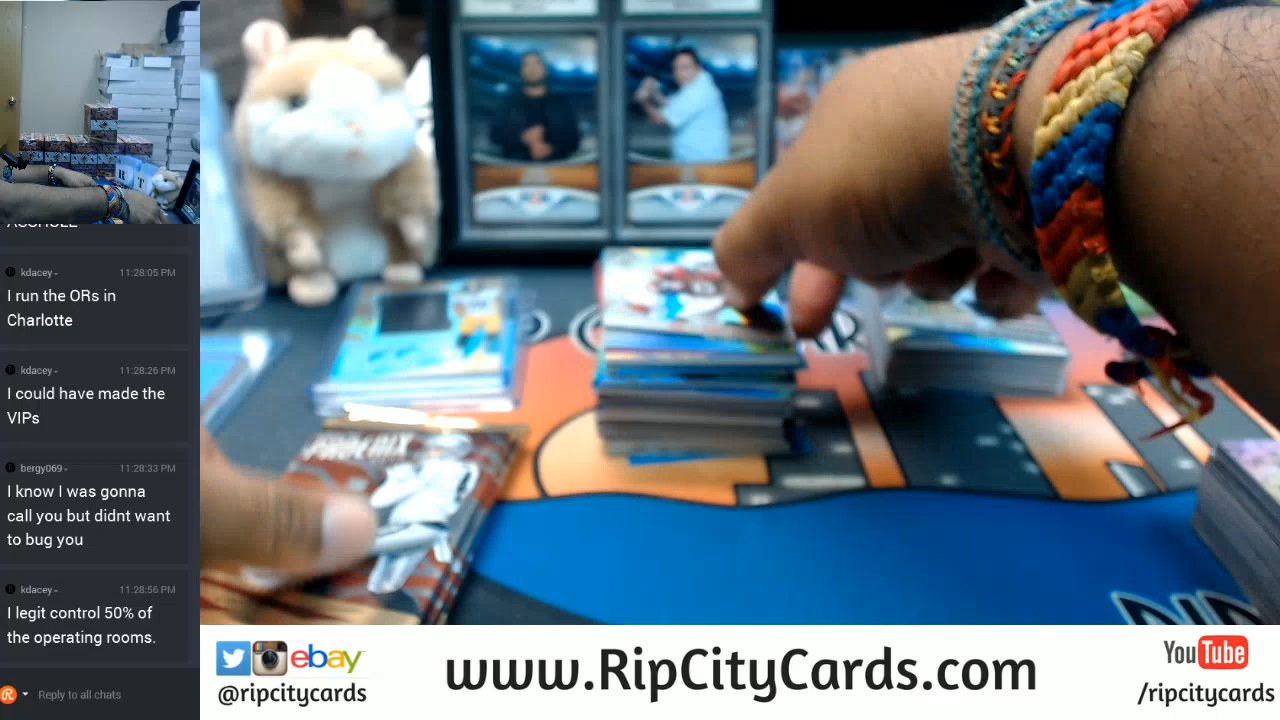 ASSHOLE
kdacey- 11:28:05 PM
I run the ORs in
Charlotte
kdacey- 11:28:26 PM
I could have made the
VIPs
bergy069- 11:28:33 PM
I know I was gonna
call you but didnt want
to bug you
kdacey- 11:28:56 PM
I legit control 50% of
the operating rooms.
Reply to all chats
PHOENIX
ebay
@ripcitycards
www.RipCityCards.com
YouTube
/ripcitycards